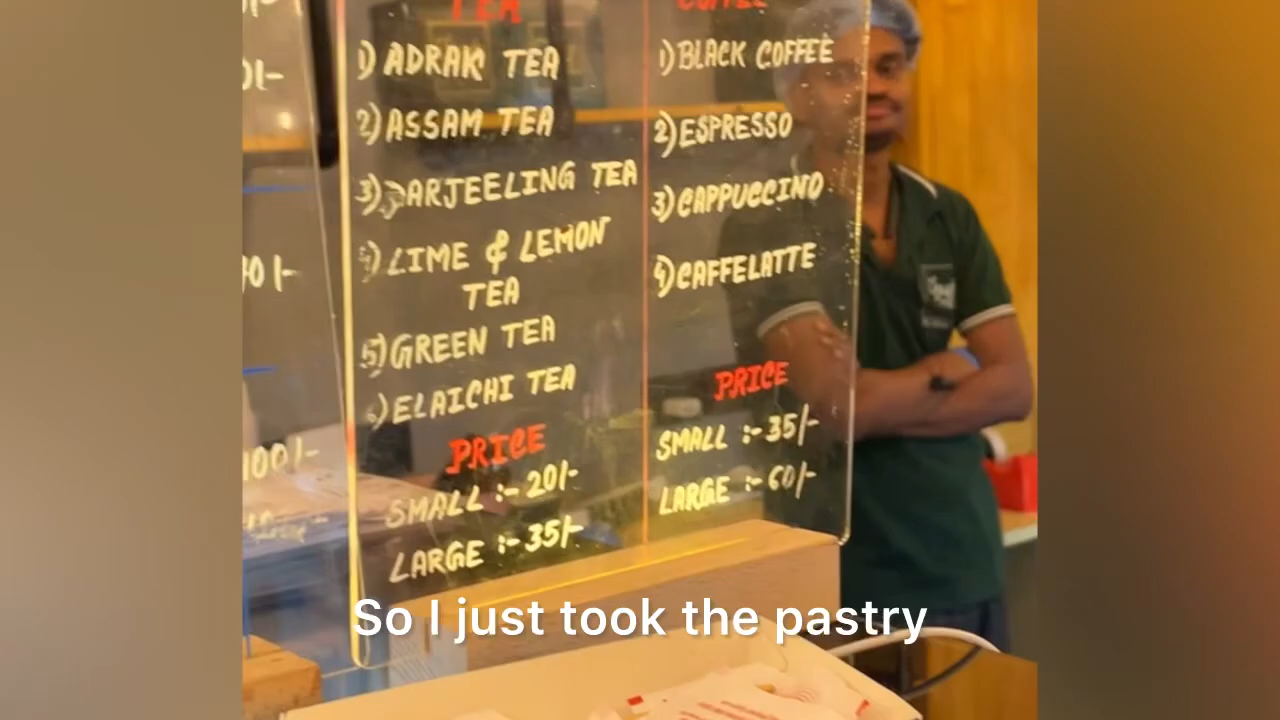 TEA
1) ADRAK TEA
2) ASSAM TEA
3) DARJEELING TEA
4) LIME & LEMON
TEA
5) GREEN TEA
6) ELAICHI TEA
PRICE
SMALL :- 20/-
LARGE :- 35/-
COFFEE
1) BLACK COFFEE
2) ESPRESSO
3) CAPPUCCINO
4) CAFFELATTE
PRICE
SMALL :- 35/-
LARGE :- 60/-
100/-
So I just took the pastry